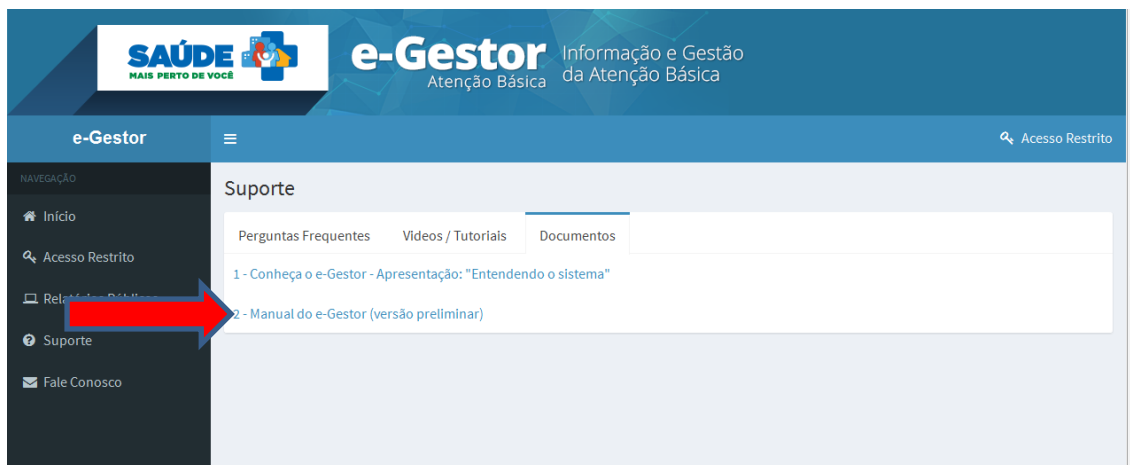 SAÚDE
MAIS PERTO DE VOCÊ
e-Gestor
Atenção Básica
Informação e Gestão
da Atenção Básica
e-Gestor
Acesso Restrito
NAVEGAÇÃO
Início
Acesso Restrito
Suporte
Fale Conosco
Suporte
Perguntas Frequentes Videos / Tutoriais Documentos
1 - Conheça o e-Gestor - Apresentação: "Entendendo o sistema"
2 - Manual do e-Gestor (versão preliminar)